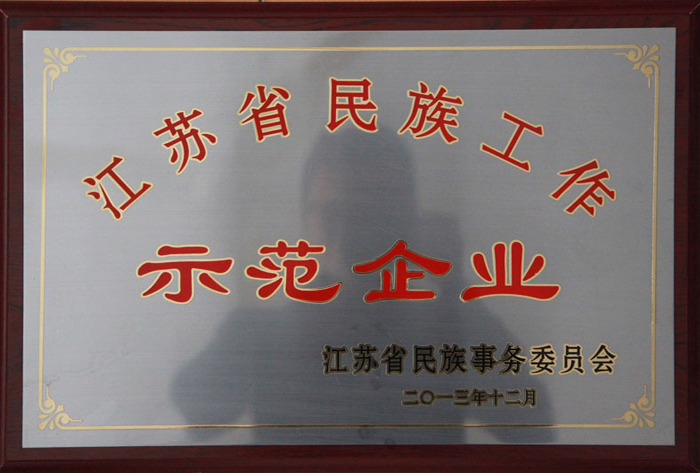 江苏省民族工作
示范企业
江苏省民族事务委员会
二〇一三年十二月